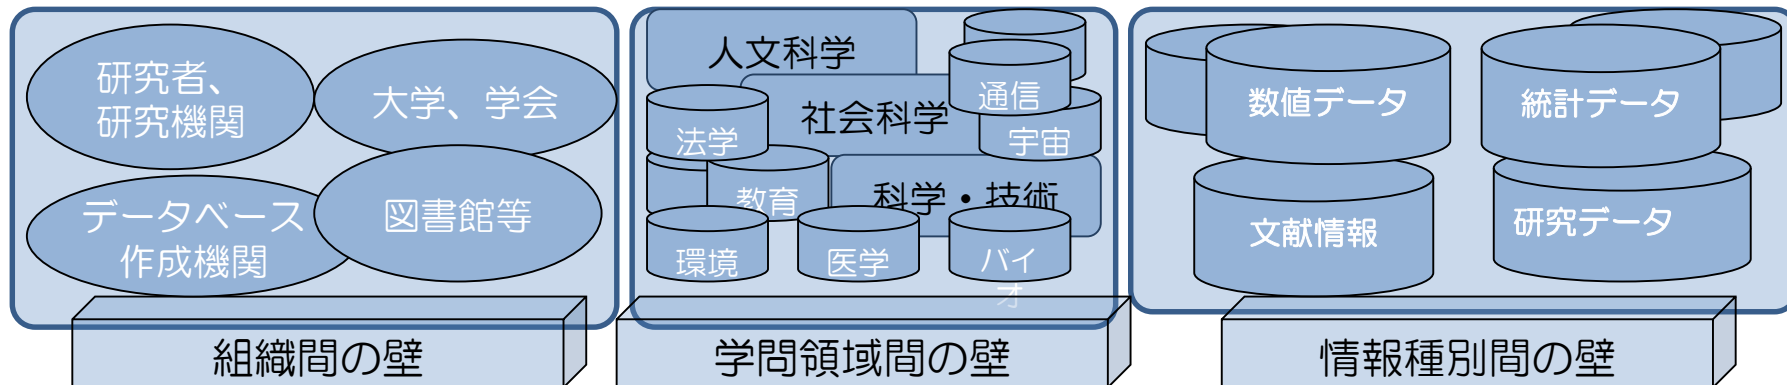 研究者、
研究機関
大学、学会
データベース
作成機関
図書館等
組織間の壁
人文科学
社会科学
科学・技術
通信
宇宙
法学
教育
環境
医学
バイ
オ
学問領域間の壁
数値データ
統計データ
文献情報
研究データ
情報種別間の壁